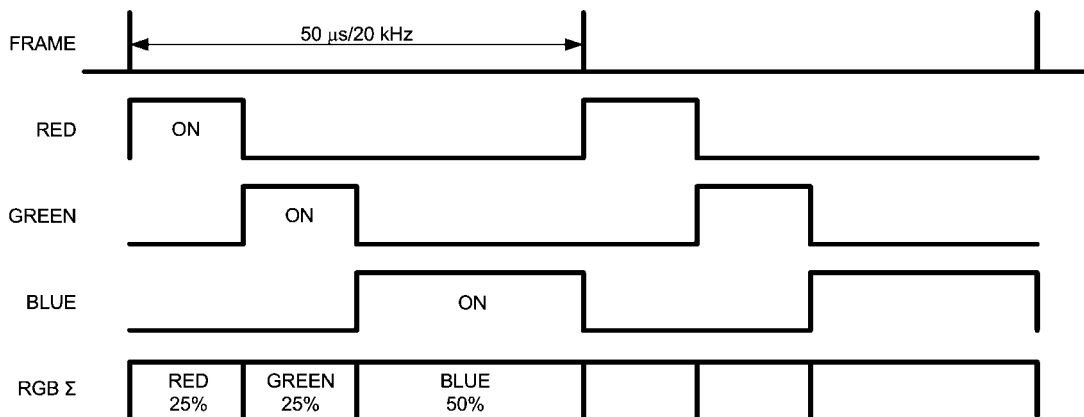 FRAME
50 µs/20 kHz
RED
ON
GREEN
ON
BLUE
ON
RGB Σ
RED
25%
GREEN
25%
BLUE
50%